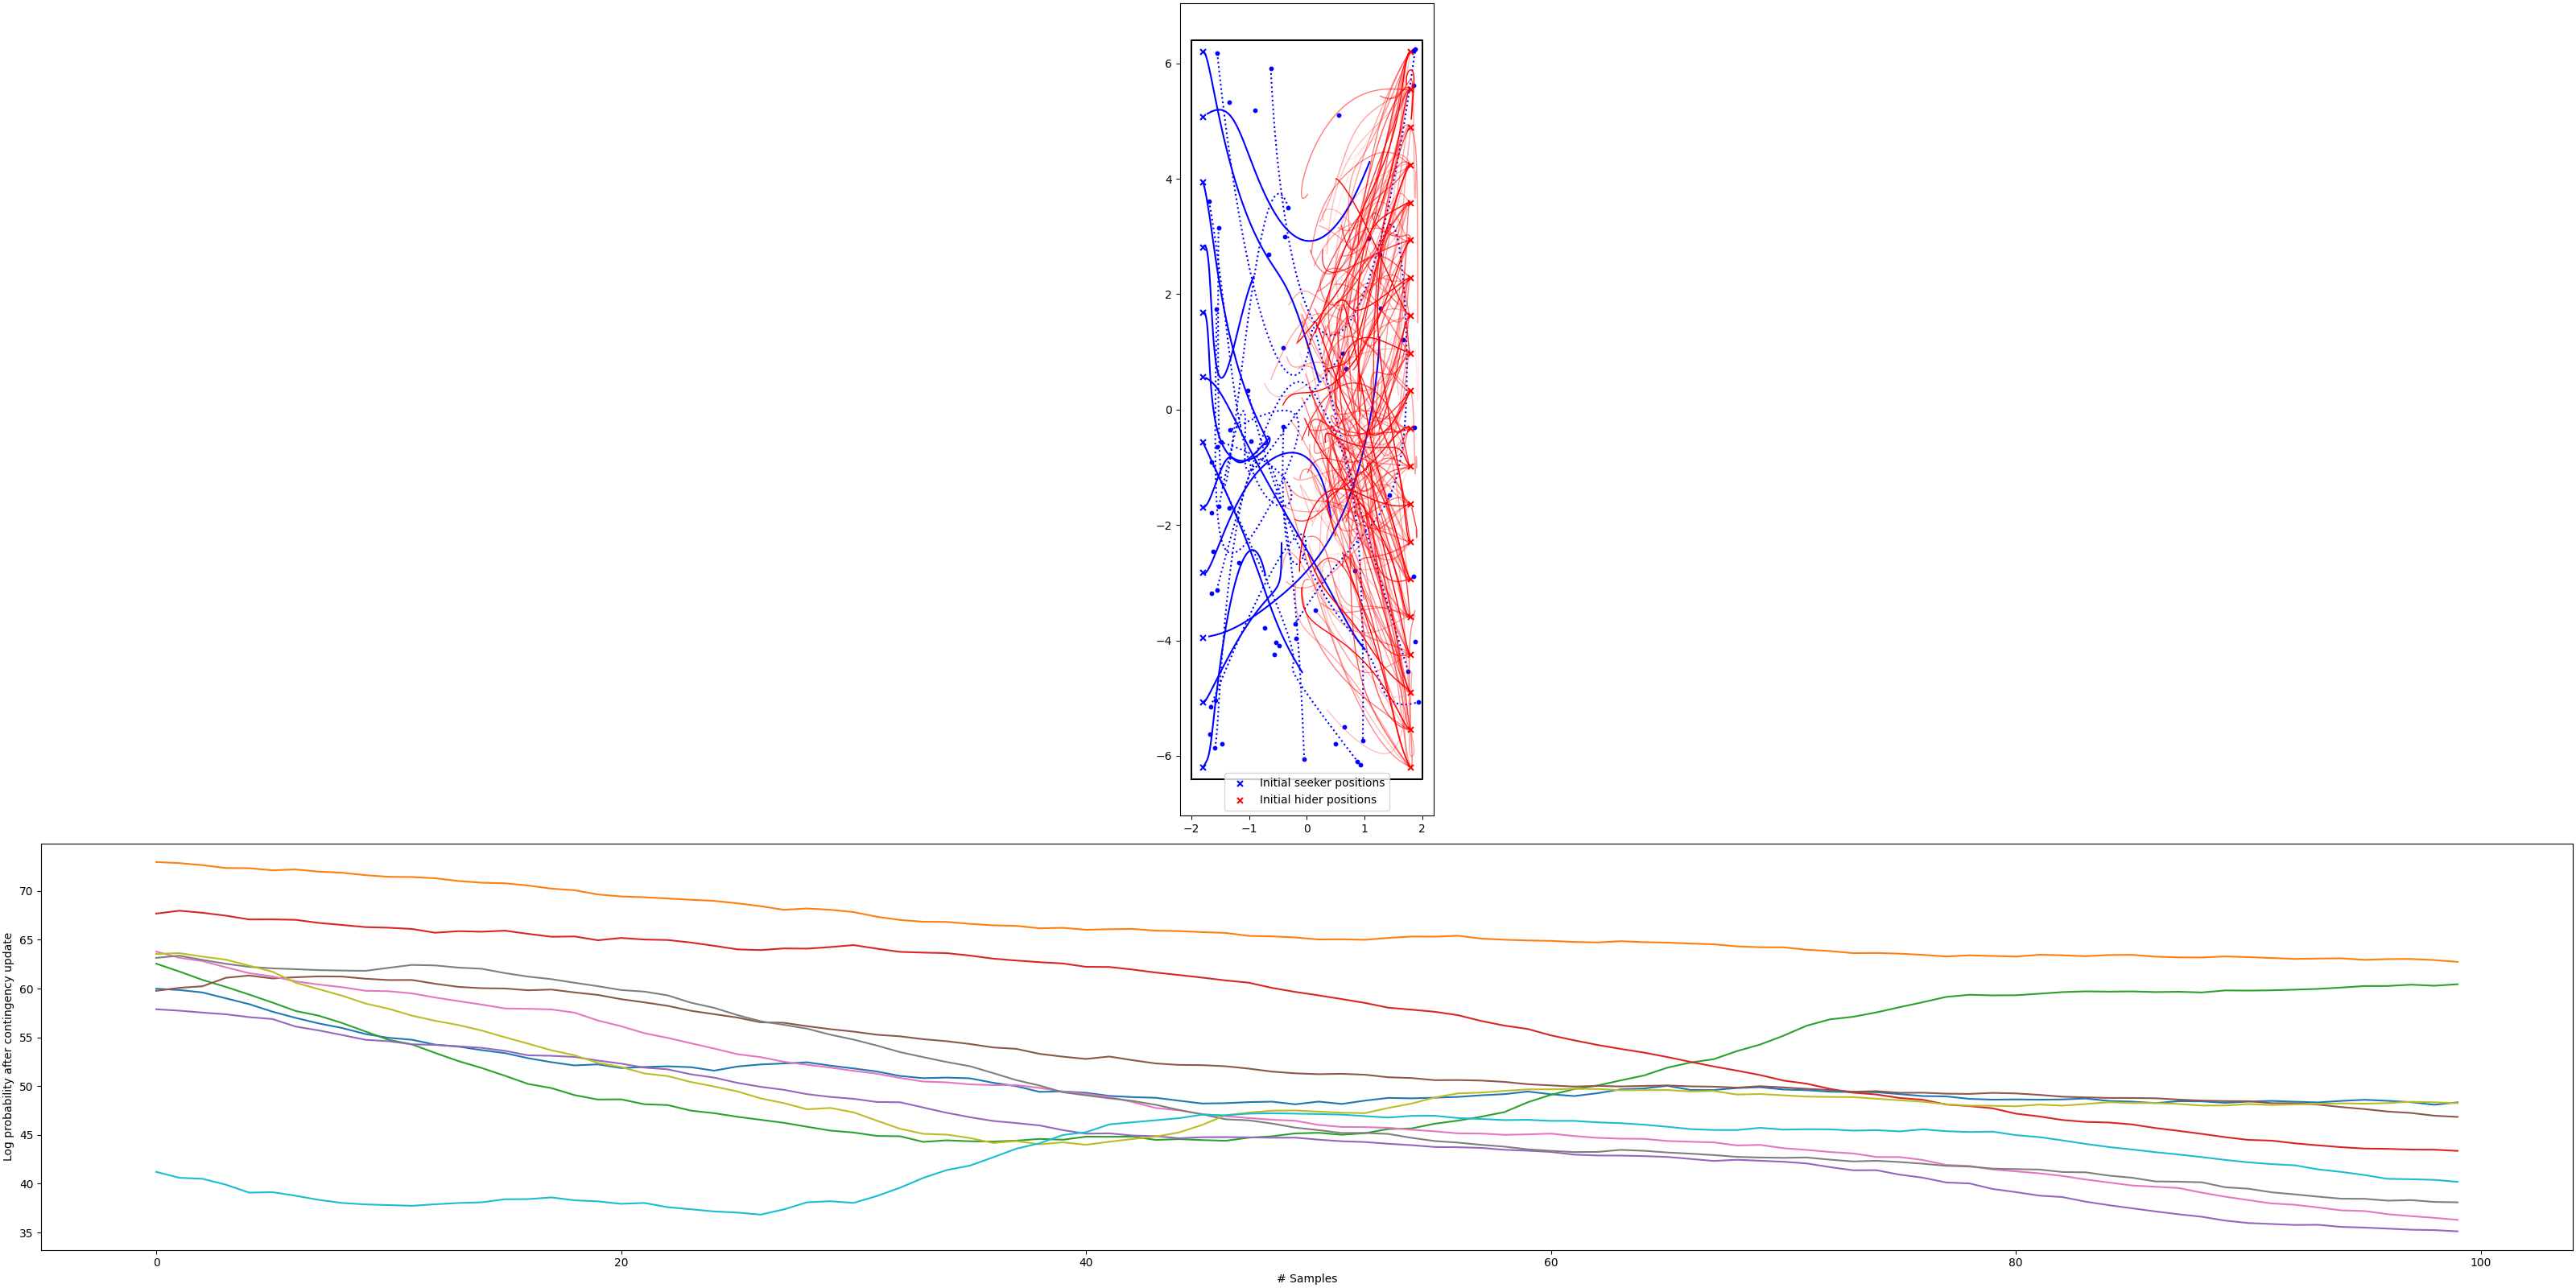 6
4
2
0
−2
−4
−6
Initial seeker positions
Initial hider positions
−2 −1 0 1 2
Log probability after contingency update
70
65
60
55
50
45
40
35
0 20 40 60 80 100
# Samples